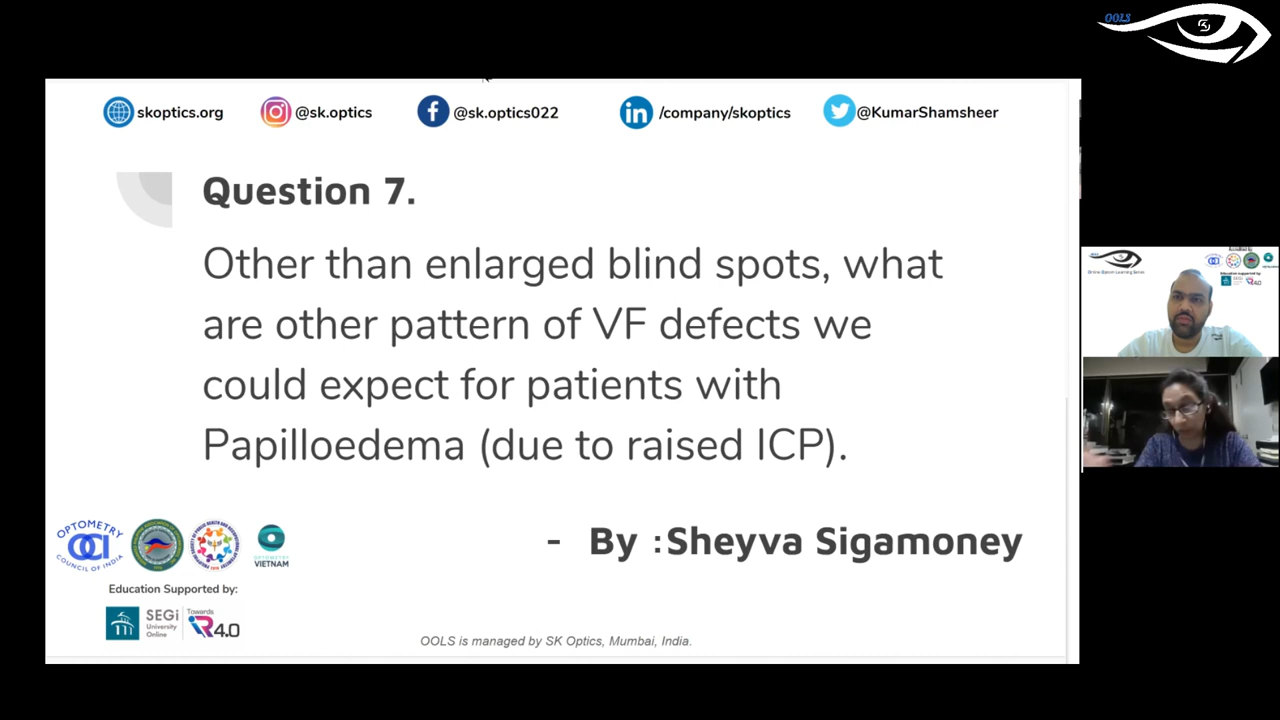 OOLS
skoptics.org @sk.optics @sk.optics022 /company/skoptics @KumarShamsheer
Question 7.
Other than enlarged blind spots, what
are other pattern of VF defects we
could expect for patients with
Papilloedema (due to raised ICP).
- By :Sheyva Sigamoney
OPTOMETRY
OCI
COUNCIL OF INDIA
OPTOMETRY
VIETNAM
Education Supported by:
SEGi
University
Online
Towards
iR4.0
OOLS is managed by SK Optics, Mumbai, India.